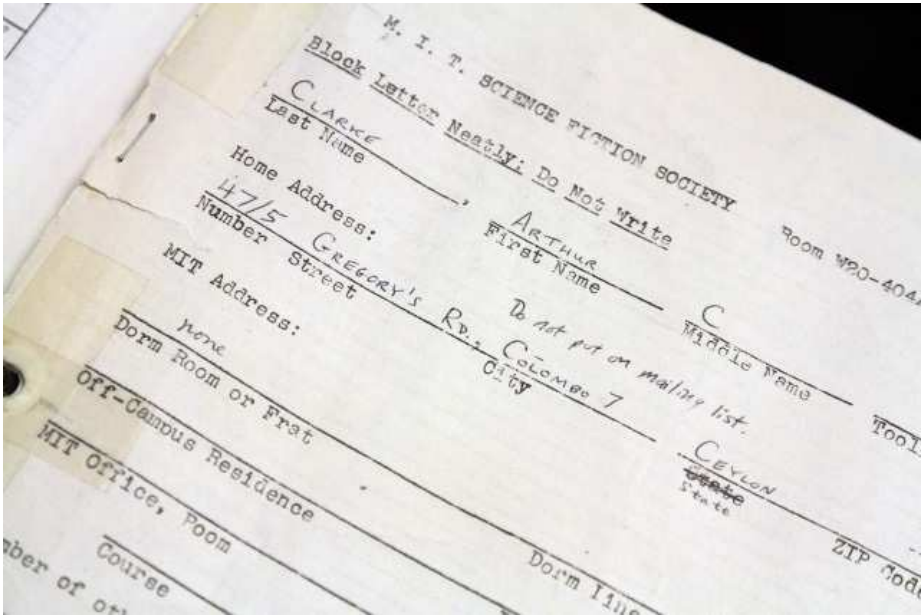 M. I. T. SCIENCE FICTION SOCIETY
Room W20-404
Block Letter Neatly; Do Not Write
CLARKE ARTHUR C
Last Name , First Name Middle Name Tool
Home Address:
Do not put on mailing list.
47/5 GREGORY'S RD., COLOMBO 7 CEYLON
Number Street City State ZIP Code
State
MIT Address:
none
Dorm Room or Frat Dorm Line
Off-Campus Residence
MIT Office, Room
Course